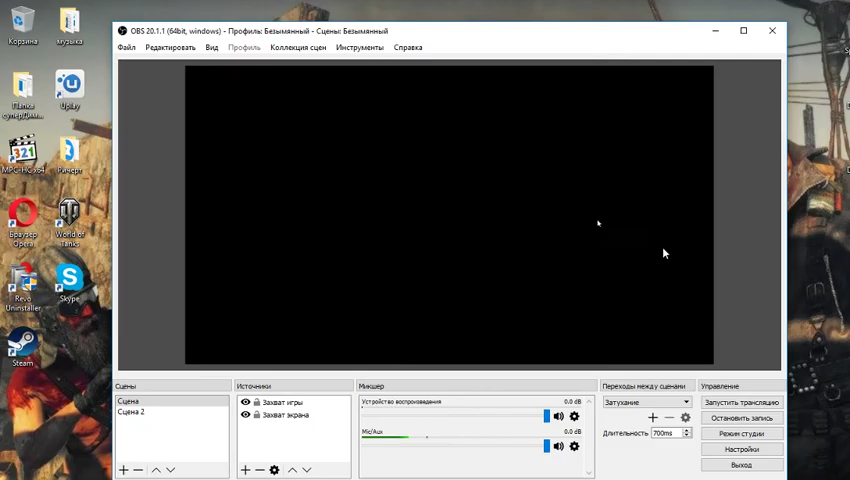 OBS 20.1.1 (64bit, windows) - Профиль: Безымянный - Сцены: Безымянный
Файл Редактировать Вид Профиль Коллекция сцен Инструменты Справка
Корзина
музыка
Папка суперДим...
Uplay
MPC-HC x64
Ричерт
Браузер Opera
World of Tanks
Revo Uninstaller
Skype
Steam
Сцены
Сцена
Сцена 2
Источники
Захват игры
Захват экрана
Микшер
Устройство воспроизведения 0.0 dB
Mic/Aux 0.0 dB
Переходы между сценами
Затухание
Длительность 700ms
Управление
Запустить трансляцию
Остановить запись
Режим студии
Настройки
Выход